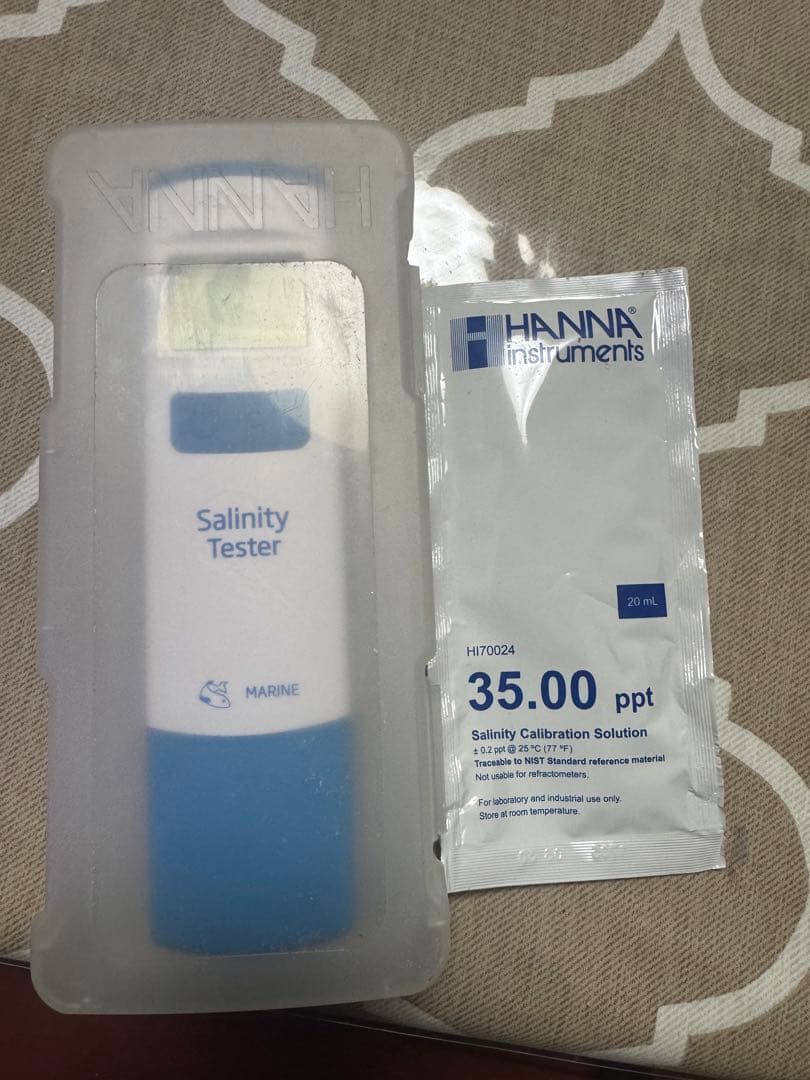 HANNA
Salinity
Tester
MARINE
HANNA®
instruments
20 mL
HI70024
35.00 ppt
Salinity Calibration Solution
± 0.2 ppt @ 25 °C (77 °F)
Traceable to NIST Standard reference material
Not usable for refractometers.
For laboratory and industrial use only.
Store at room temperature.